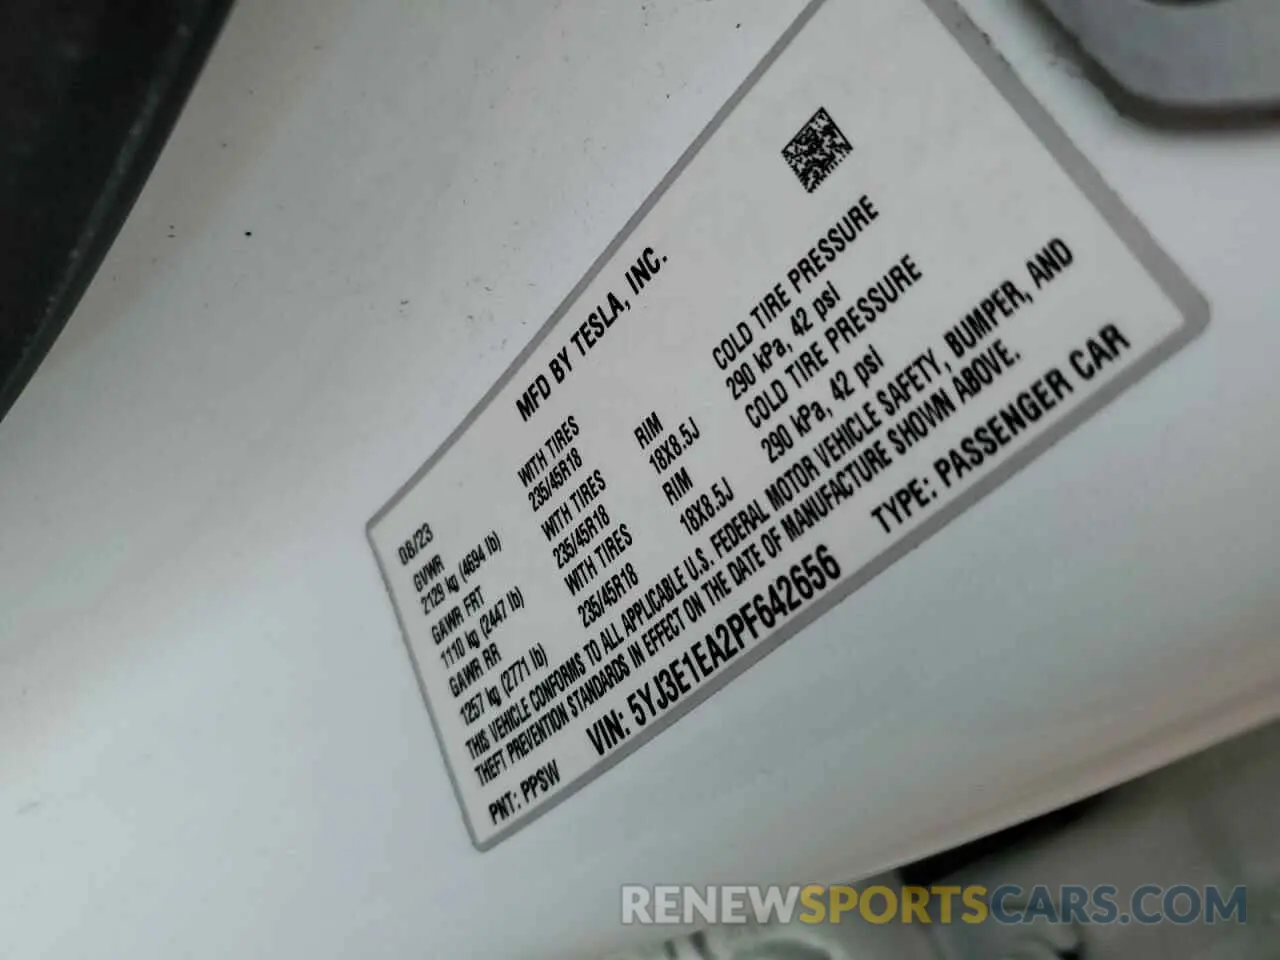 MFD BY TESLA, INC.
08/23
GVWR
2129 kg (4694 lb)
GAWR FRT WITH TIRES RIM COLD TIRE PRESSURE
1110 kg (2447 lb) 235/45R18 18X8.5J 290 kPa, 42 psi
GAWR RR WITH TIRES RIM COLD TIRE PRESSURE
1257 kg (2771 lb) 235/45R18 18X8.5J 290 kPa, 42 psi
WITH TIRES
235/45R18
THIS VEHICLE CONFORMS TO ALL APPLICABLE U.S. FEDERAL MOTOR VEHICLE SAFETY, BUMPER, AND
THEFT PREVENTION STANDARDS IN EFFECT ON THE DATE OF MANUFACTURE SHOWN ABOVE.
PNT: PPSW VIN: 5YJ3E1EA2PF642656 TYPE: PASSENGER CAR
RENEWSPORTSCARS.COM